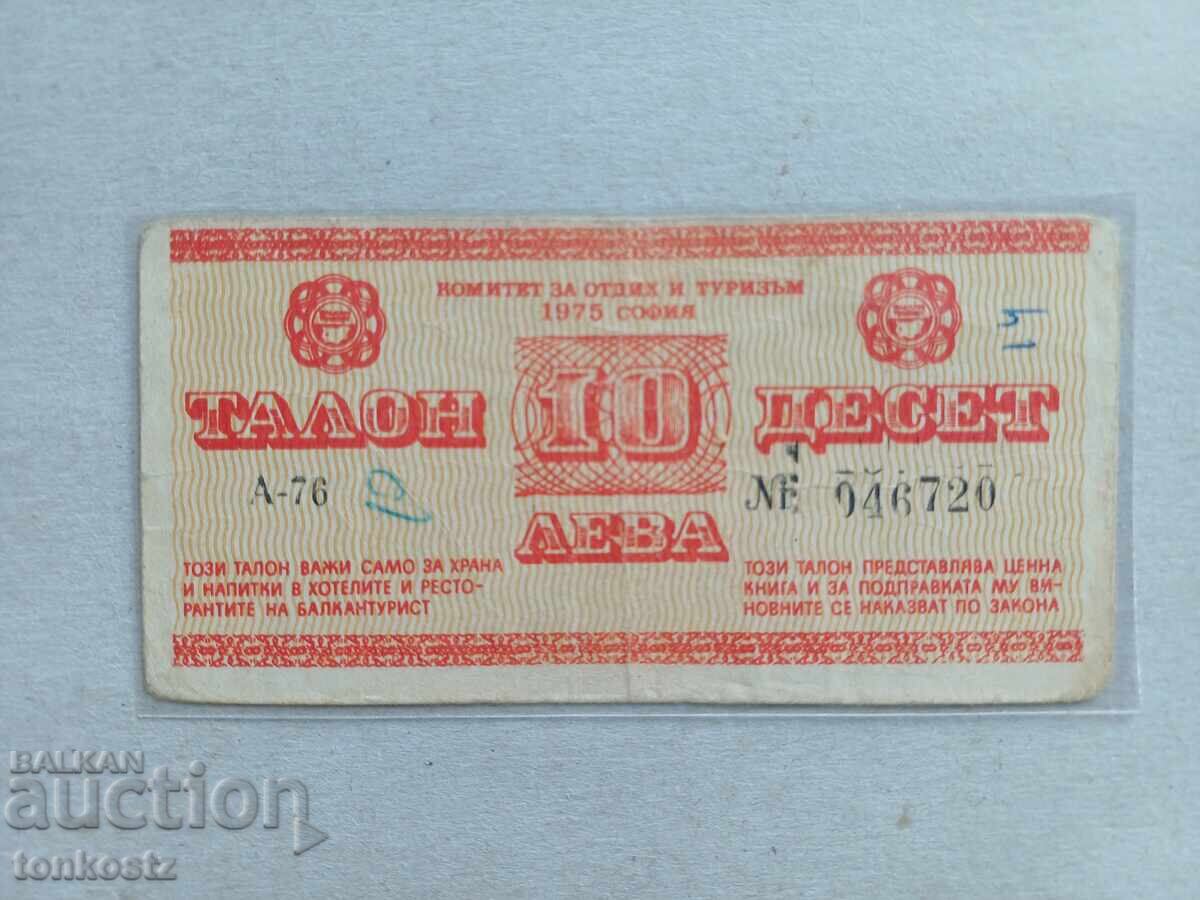 КОМИТЕТ ЗА ОТДИХ И ТУРИЗЪМ
1975 СОФИЯ
ТАЛОН 10 ДЕСЕТ
ЛЕВА
А-76
10
№ 046720
ТОЗИ ТАЛОН ВАЖИ САМО ЗА ХРАНА
И НАПИТКИ В ХОТЕЛИТЕ И РЕСТО-
РАНТИТЕ НА БАЛКАНТУРИСТ
ТОЗИ ТАЛОН ПРЕДСТАВЛЯВА ЦЕННА
КНИГА И ЗА ПОДПРАВКАТА МУ ВИ-
НОВНИТЕ СЕ НАКАЗВАТ ПО ЗАКОНА
BALKAN
auction
tonkostz